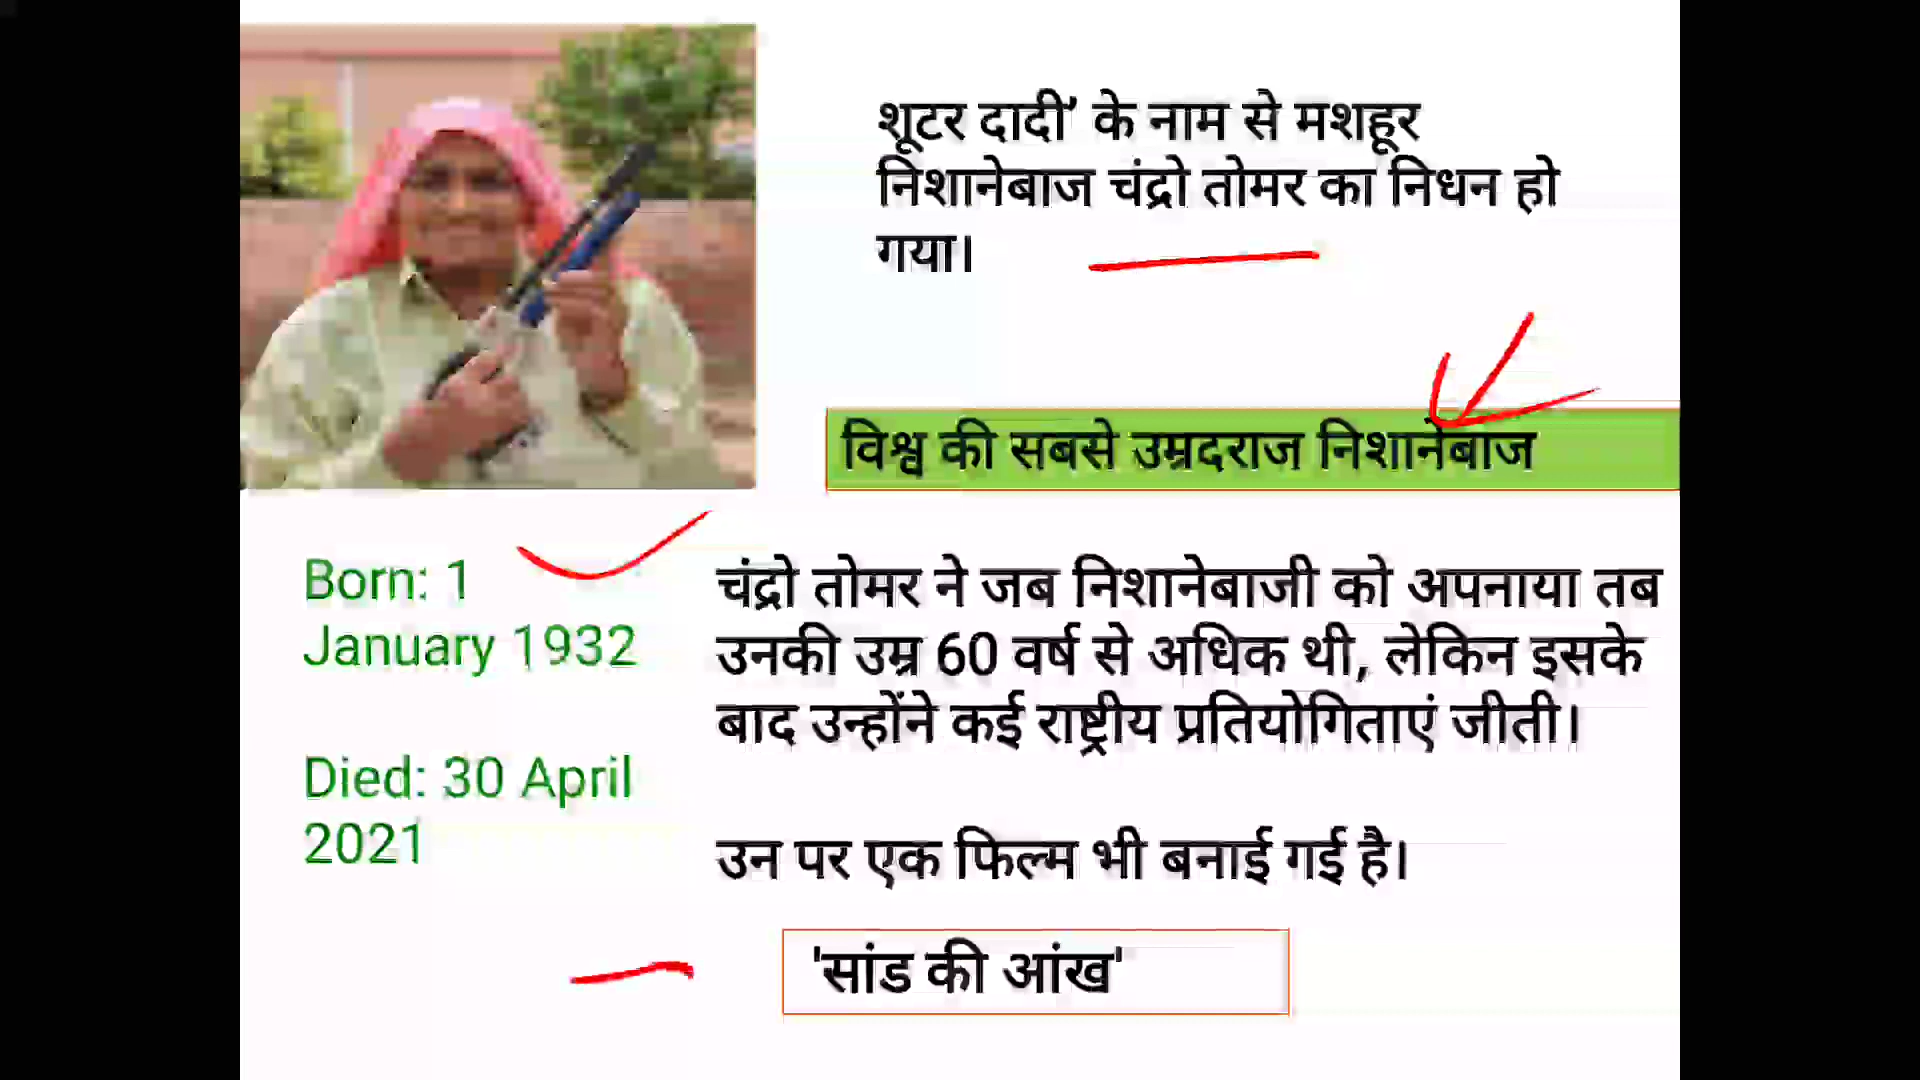 शूटर दादी’ के नाम से मशहूर
निशानेबाज चंद्रो तोमर का निधन हो
गया।
विश्व की सबसे उम्रदराज निशानेबाज
Born: 1
January 1932
Died: 30 April
2021
चंद्रो तोमर ने जब निशानेबाजी को अपनाया तब
उनकी उम्र 60 वर्ष से अधिक थी, लेकिन इसके
बाद उन्होंने कई राष्ट्रीय प्रतियोगिताएं जीती।
उन पर एक फिल्म भी बनाई गई है।
'सांड की आंख'